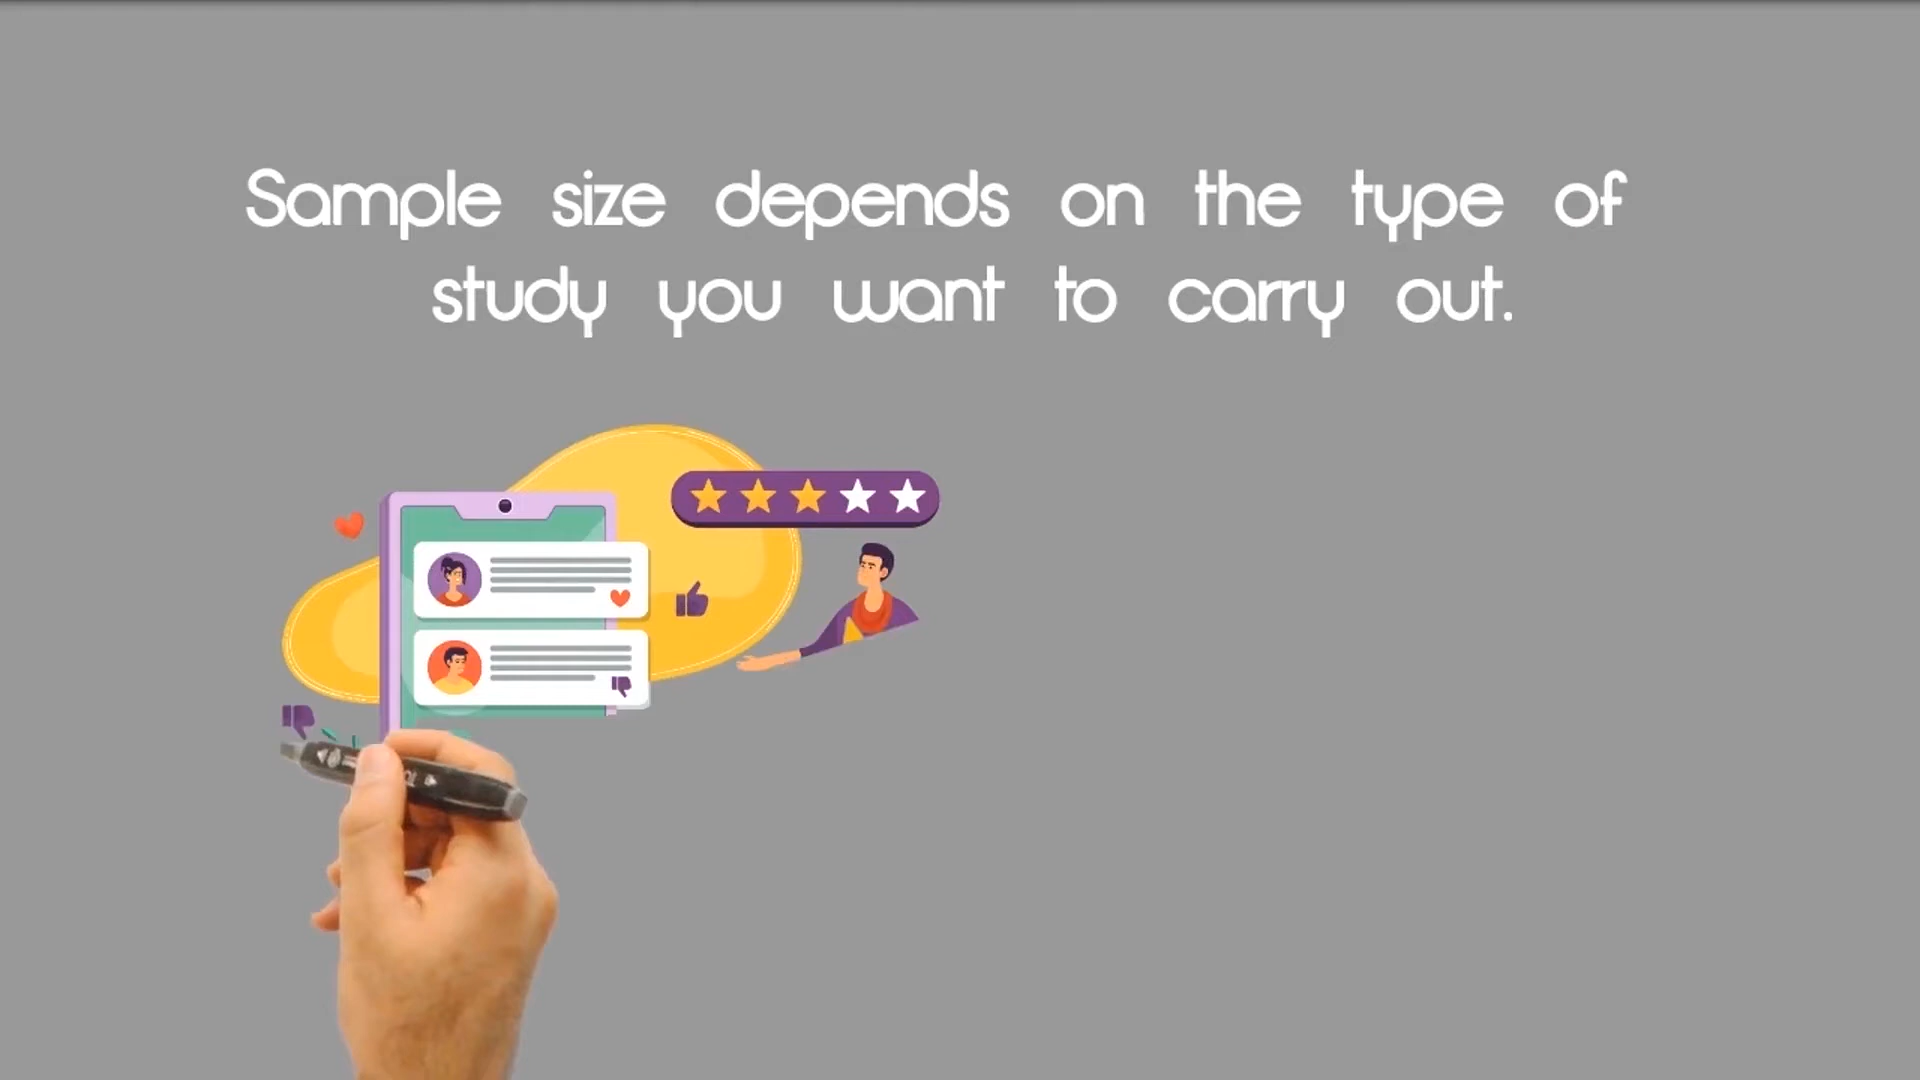 Sample size depends on the type of
study you want to carry out.